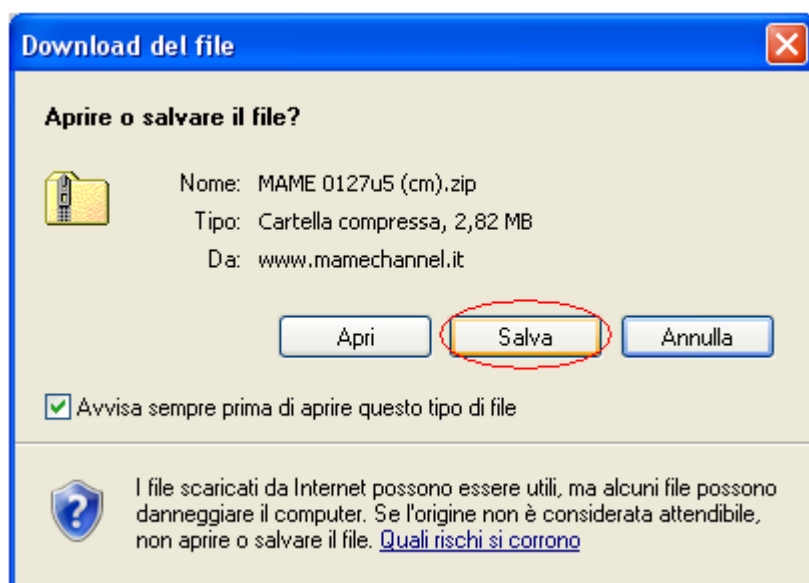 Download del file
Aprire o salvare il file?
Nome: MAME 0127u5 (cm).zip
Tipo: Cartella compressa, 2,82 MB
Da: www.mamechannel.it
Apri Salva Annulla
Avvisa sempre prima di aprire questo tipo di file
I file scaricati da Internet possono essere utili, ma alcuni file possono
danneggiare il computer. Se l'origine non è considerata attendibile,
non aprire o salvare il file. Quali rischi si corrono